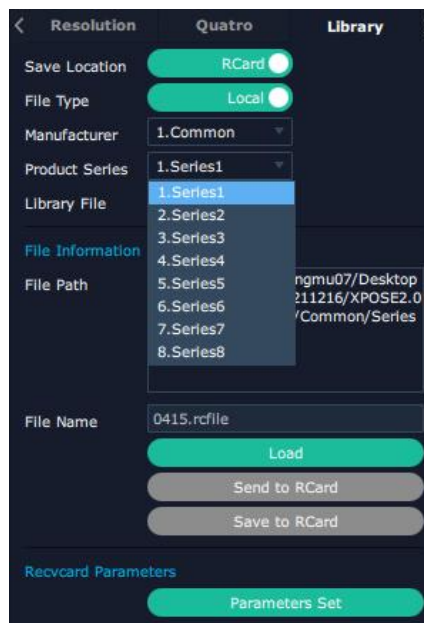 Resolution Quatro Library
Save Location RCard
File Type Local
Manufacturer 1.Common
Product Series 1.Series1
1.Series1
Library File
2.Series2
3.Series3
File Information
4.Series4
File Path 5.Series5 ngmu07/Desktop
6.Series6 211216/XPOSE2.0
7.Series7 /Common/Series
8.Series8
File Name 0415.rcfile
Load
Send to RCard
Save to RCard
Recvcard Parameters
Parameters Set